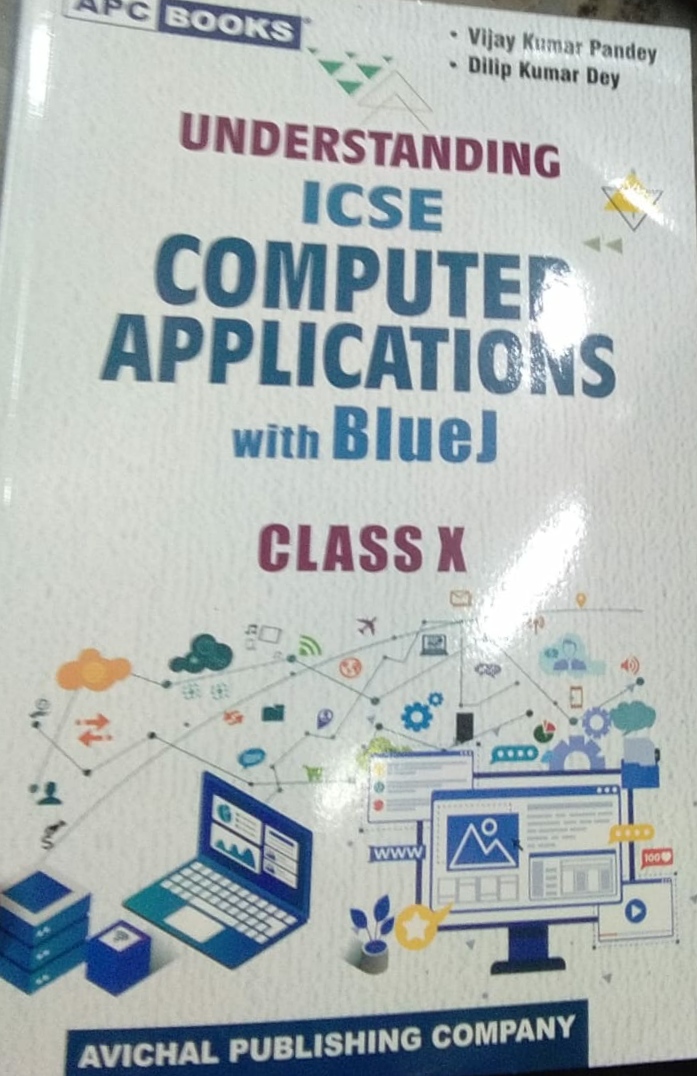 APC BOOKS
• Vijay Kumar Pandey
• Dilip Kumar Dey
UNDERSTANDING
ICSE
COMPUTER
APPLICATIONS
with BlueJ
CLASS X
WWW
100
AVICHAL PUBLISHING COMPANY